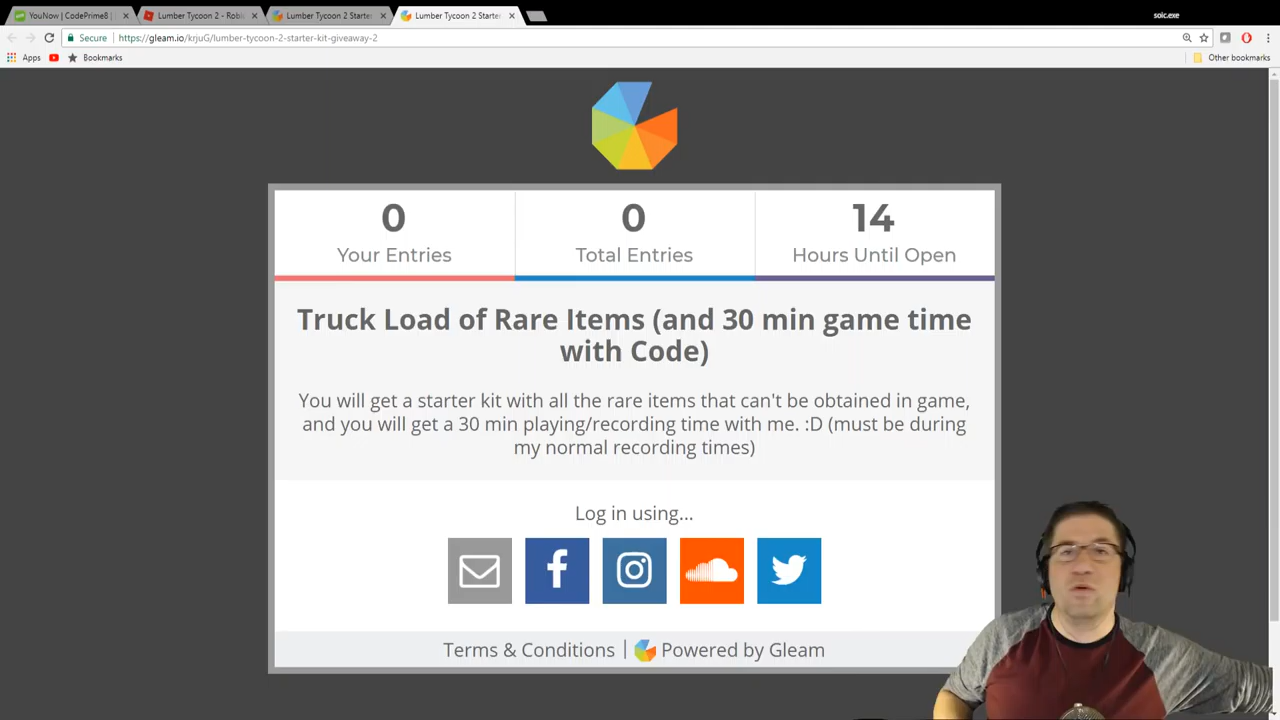 YouNow | CodePrime8 |
Lumber Tycoon 2 - Robl
Lumber Tycoon 2 Starter
Lumber Tycoon 2 Starter
soic.exe
Secure
https://gleam.io/krjuG/lumber-tycoon-2-starter-kit-giveaway-2
Apps
Bookmarks
Other bookmarks
0
Your Entries
0
Total Entries
14
Hours Until Open
Truck Load of Rare Items (and 30 min game time
with Code)
You will get a starter kit with all the rare items that can't be obtained in game,
and you will get a 30 min playing/recording time with me. :D (must be during
my normal recording times)
Log in using...
Terms & Conditions | Powered by Gleam